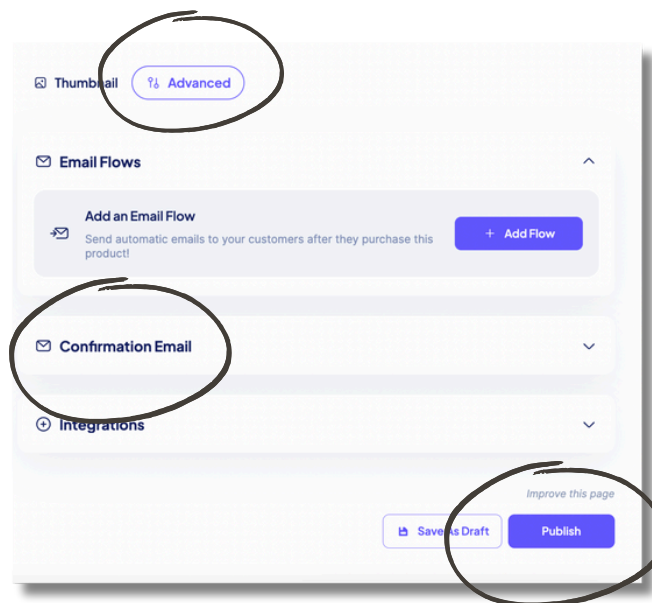 Thumbnail Advanced
Email Flows
Add an Email Flow
Send automatic emails to your customers after they purchase this
product!
+ Add Flow
Confirmation Email
Integrations
Improve this page
Save As Draft Publish